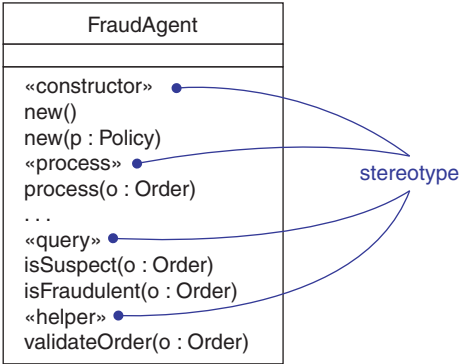 FraudAgent
«constructor»
new()
new(p : Policy)
«process»
process(o : Order)
. . .
«query»
isSuspect(o : Order)
isFraudulent(o : Order)
«helper»
validateOrder(o : Order)
stereotype